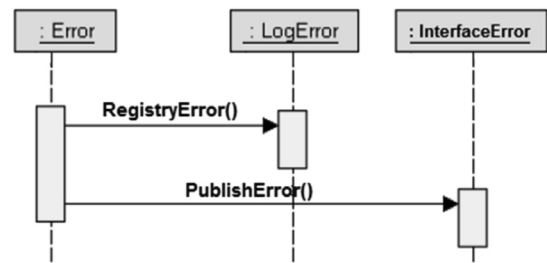 : Error
: LogError
: InterfaceError
RegistryError()
PublishError()